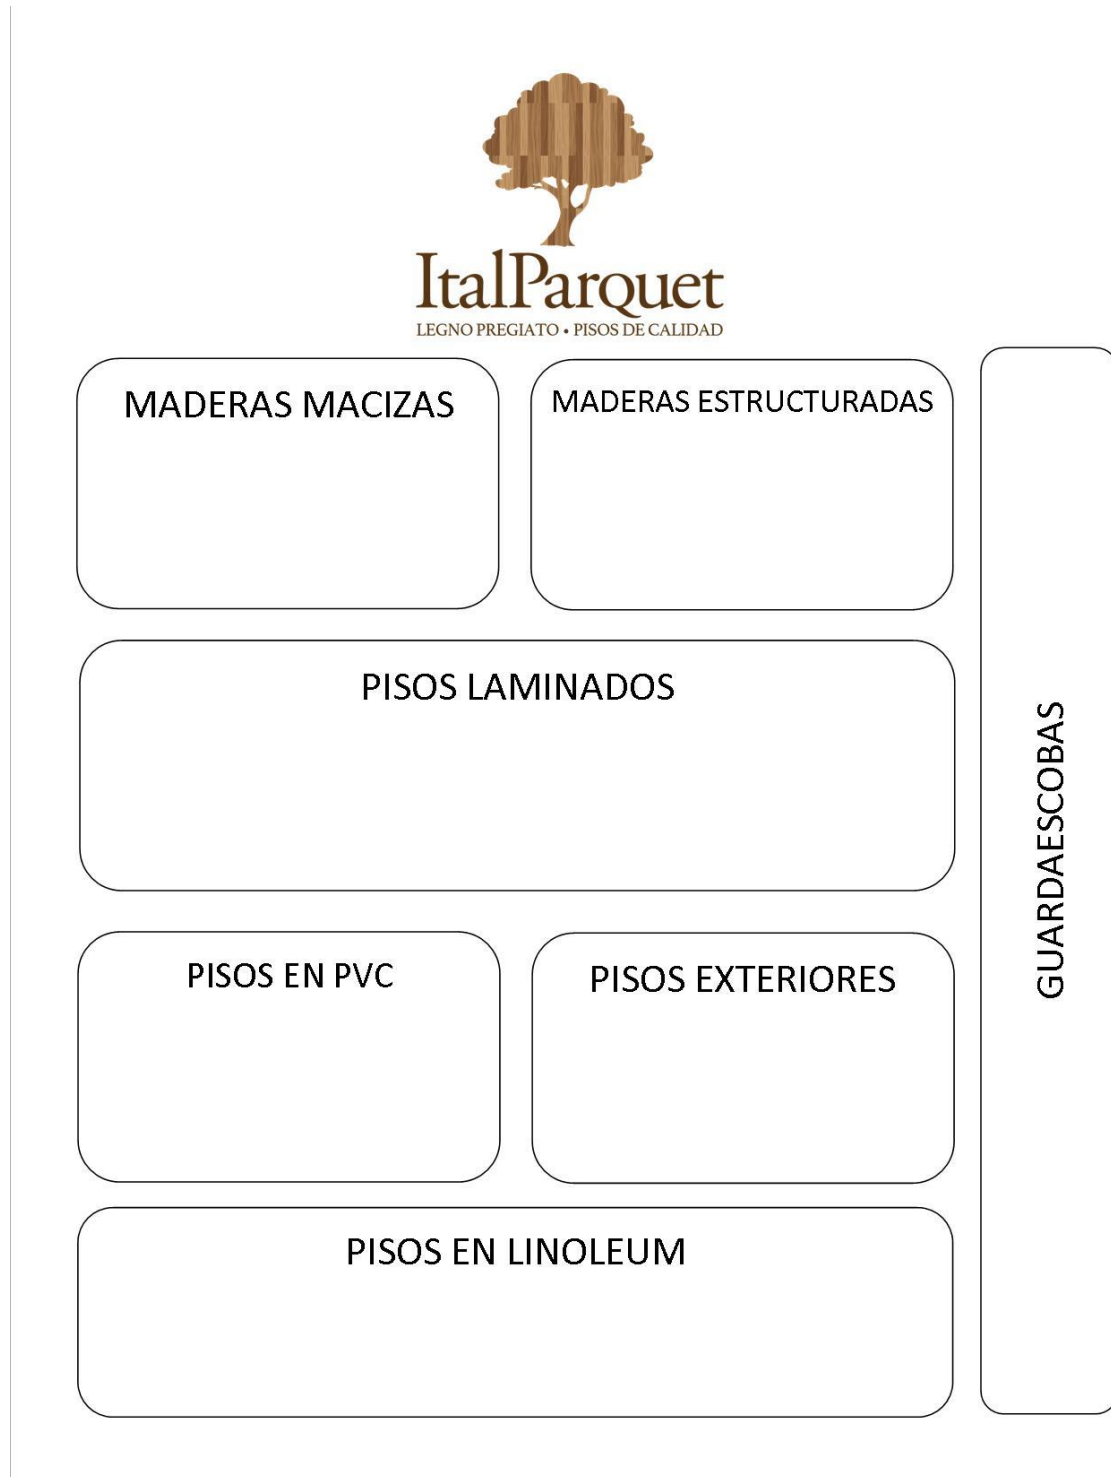 ItalParquet
LEGNO PREGIATO • PISOS DE CALIDAD
MADERAS MACIZAS
MADERAS ESTRUCTURADAS
PISOS LAMINADOS
GUARDAESCOBAS
PISOS EN PVC
PISOS EXTERIORES
PISOS EN LINOLEUM